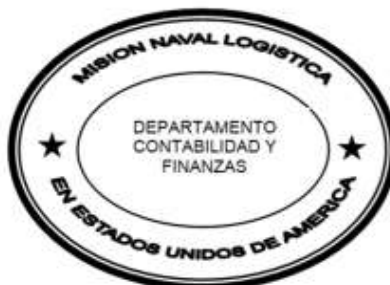 MISION NAVAL LOGISTICA
DEPARTAMENTO
CONTABILIDAD Y
FINANZAS
EN ESTADOS UNIDOS DE AMERICA